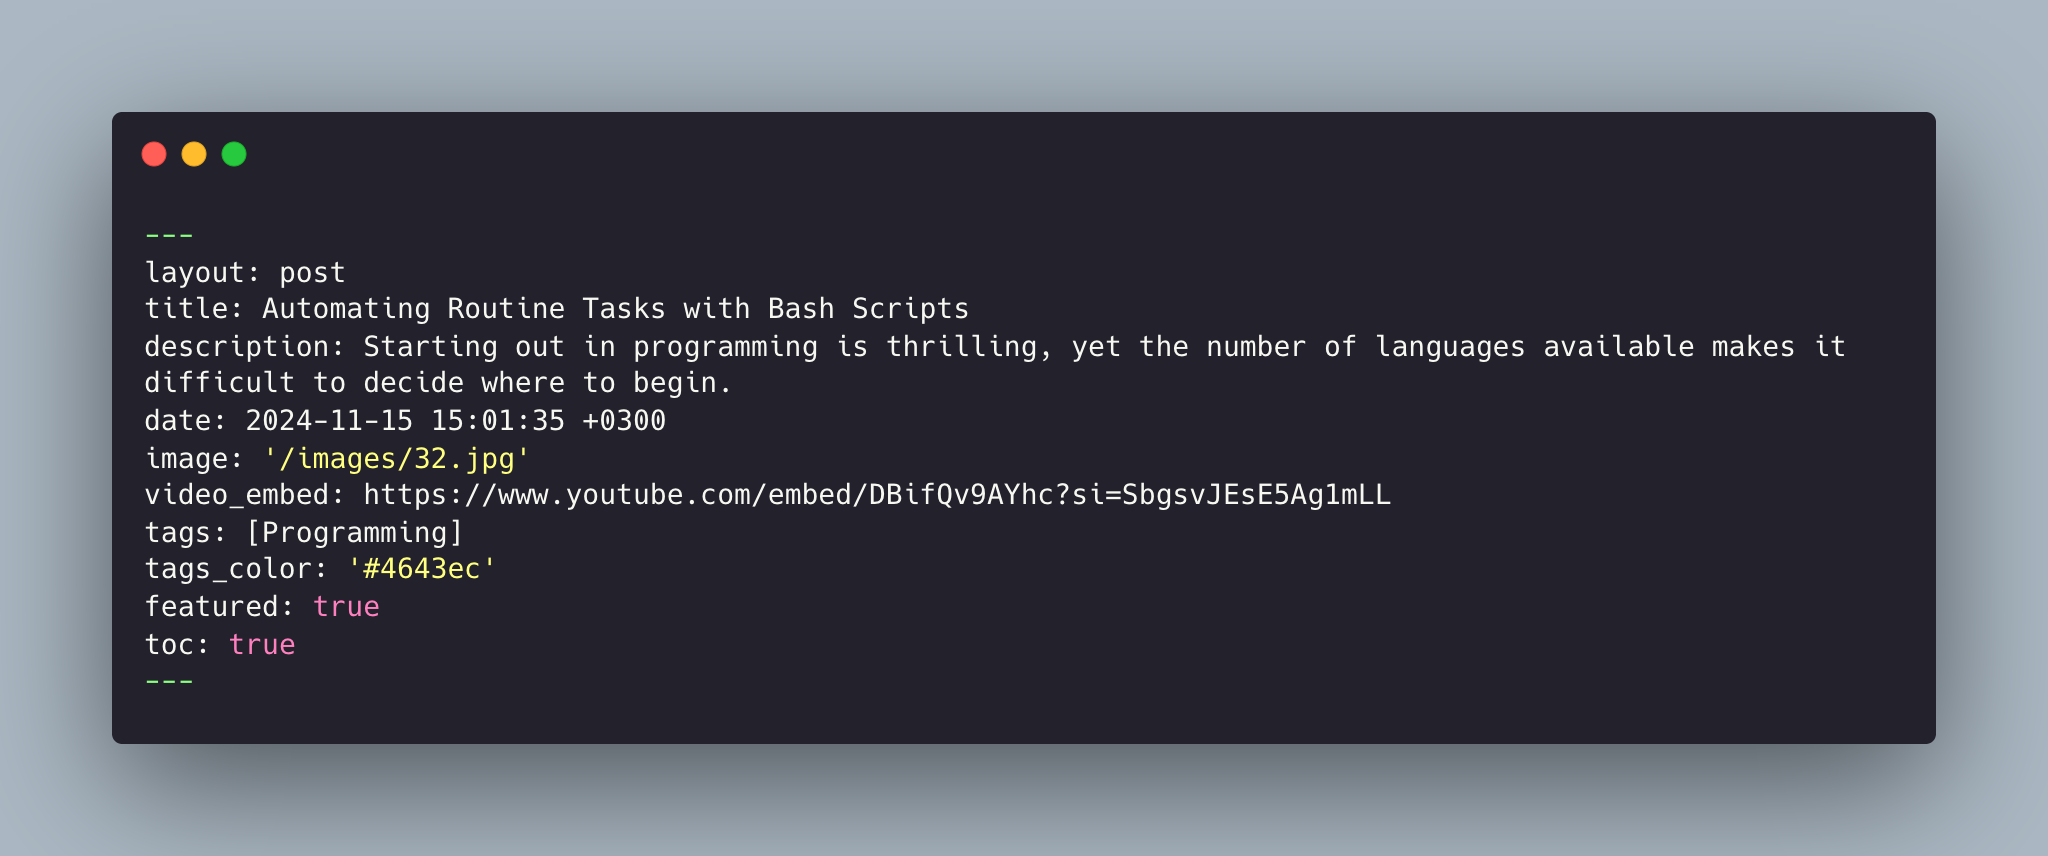 ---
layout: post
title: Automating Routine Tasks with Bash Scripts
description: Starting out in programming is thrilling, yet the number of languages available makes it
difficult to decide where to begin.
date: 2024-11-15 15:01:35 +0300
image: '/images/32.jpg'
video_embed: https://www.youtube.com/embed/DBifQv9AYhc?si=SbgsvJEsE5Ag1mLL
tags: [Programming]
tags_color: '#4643ec'
featured: true
toc: true
---